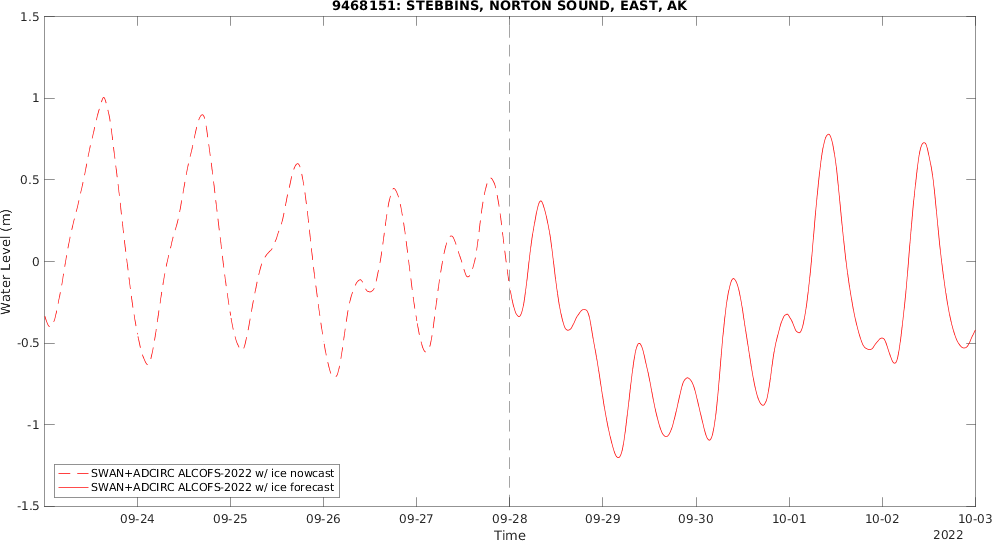 9468151: STEBBINS, NORTON SOUND, EAST, AK
1.5
1
0.5
0
-0.5
-1
-1.5
Water Level (m)
SWAN+ADCIRC ALCOFS-2022 w/ ice nowcast
SWAN+ADCIRC ALCOFS-2022 w/ ice forecast
09-24 09-25 09-26 09-27 09-28 09-29 09-30 10-01 10-02 10-03
Time
2022